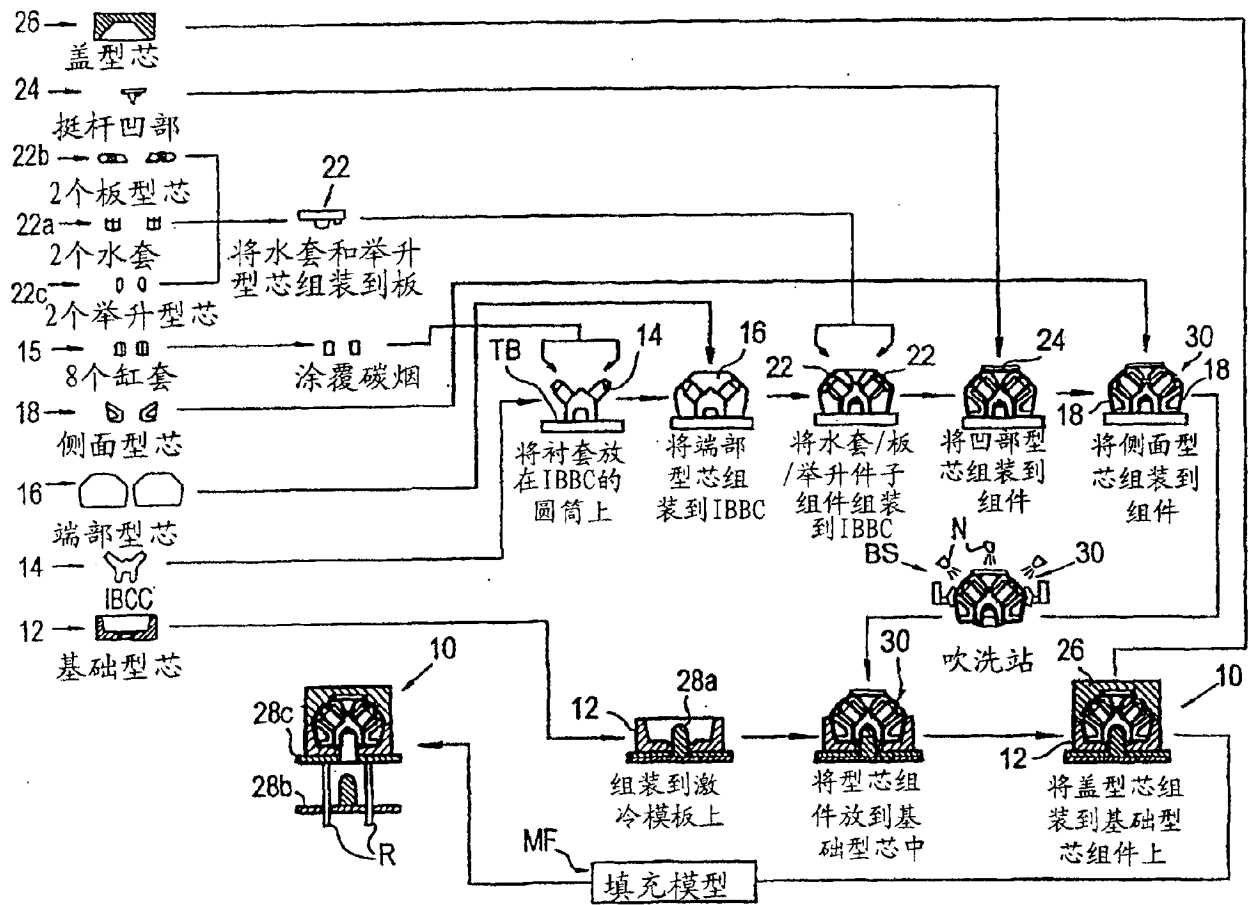 26
盖型芯
24
挺杆凹部
22b
2个板型芯
22a
2个水套
22c
2个举升型芯
22
将水套和举升
型芯组装到板
15
8个缸套
涂覆碳烟
18
侧面型芯
16
端部型芯
14
IBCC
12
基础型芯
TB
14
将衬套放
在IBBC的
圆筒上
16
将端部
型芯组
装到IBBC
22
22
将水套/板
/举升件子
组件组装
到IBBC
24
将凹部型
芯组装到
组件
30
18
18
将侧面型
芯组装到
组件
BS
N
30
吹洗站
10
28c
28b
R
12
28a
组装到激
冷模板上
30
将型芯组
件放到基
础型芯中
26
10
12
将盖型芯组
装到基础型
芯组件上
MF
填充模型